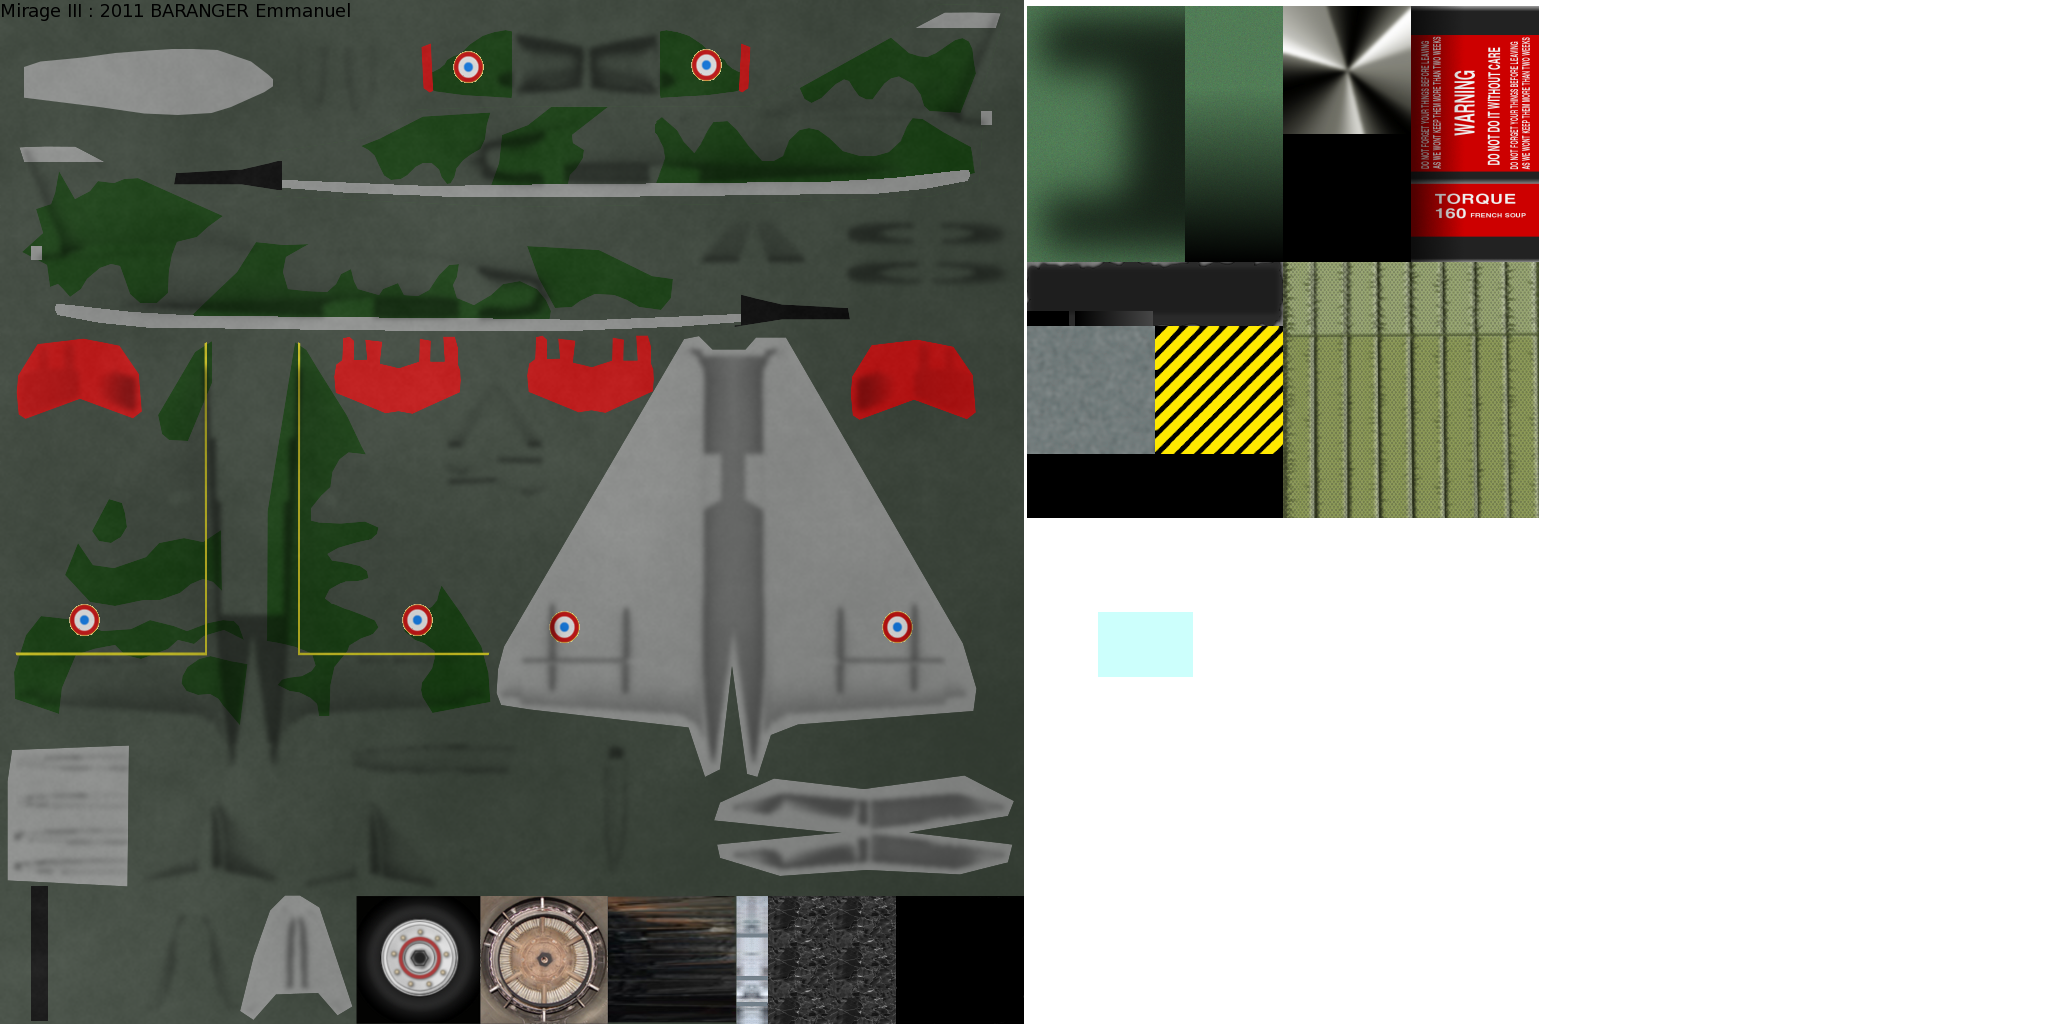 Mirage III : 2011 BARANGER Emmanuel
DO NOT FORGET YOUR THINGS BEFORE LEAVING
AS WE WONT KEEP THEM MORE THAN TWO WEEKS
WARNING
DO NOT DO IT WITHOUT CARE
DO NOT FORGET YOUR THINGS BEFORE LEAVING
AS WE WONT KEEP THEM MORE THAN TWO WEEKS
TORQUE
160 FRENCH SOUP